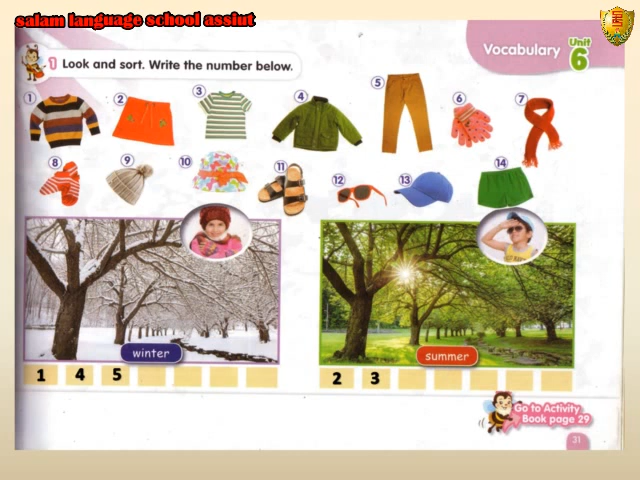 salam language school assiut
Vocabulary
Unit
6
1 Look and sort. Write the number below.
1
2
3
4
5
6
7
8
9
10
11
12
13
14
winter
summer
1 4 5
2 3
Go to Activity
Book page 29
31